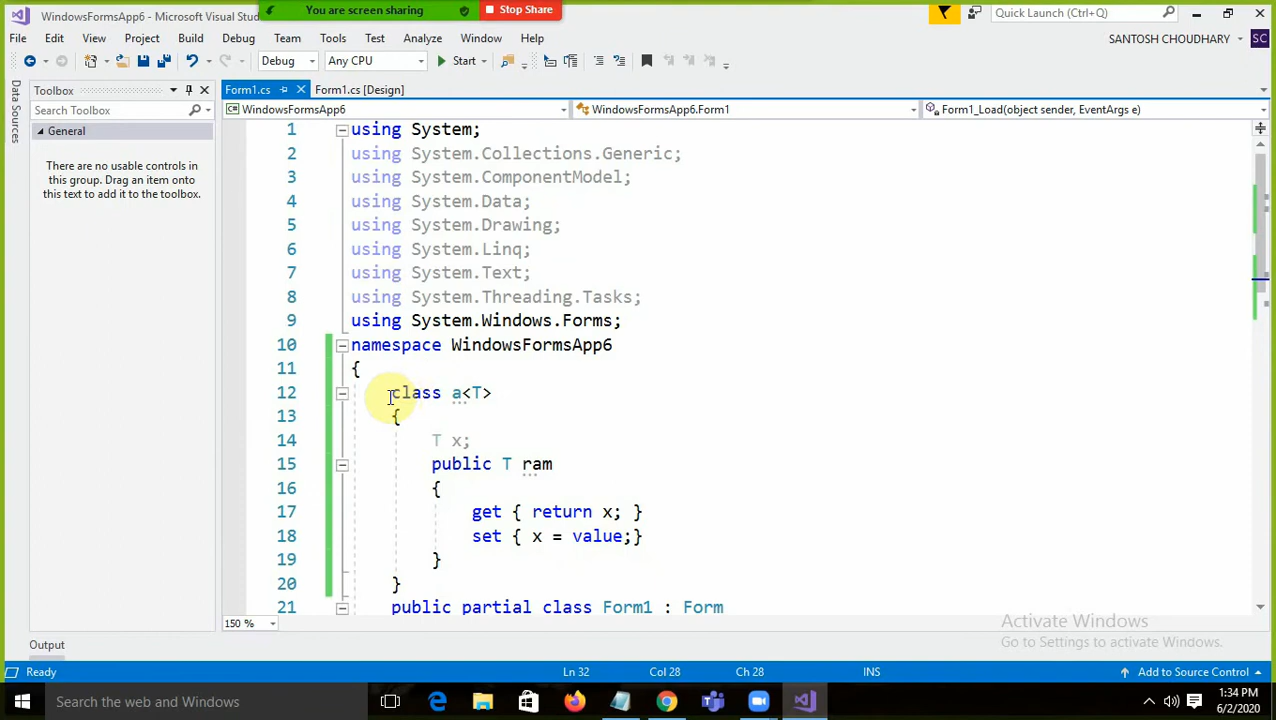 WindowsFormsApp6 - Microsoft Visual Stu
You are screen sharing
Stop Share
Quick Launch (Ctrl+Q)
File Edit View Project Build Debug Team Tools Test Analyze Window Help
SANTOSH CHOUDHARY SC
Debug Any CPU Start
Data Sources
Toolbox
Search Toolbox
General
There are no usable controls in
this group. Drag an item onto
this text to add it to the toolbox.
Form1.cs Form1.cs [Design]
WindowsFormsApp6 WindowsFormsApp6.Form1 Form1_Load(object sender, EventArgs e)
1 using System;
2 using System.Collections.Generic;
3 using System.ComponentModel;
4 using System.Data;
5 using System.Drawing;
6 using System.Linq;
7 using System.Text;
8 using System.Threading.Tasks;
9 using System.Windows.Forms;
10 namespace WindowsFormsApp6
11 {
12 class a<T>
13 {
14 T x;
15 public T ram
16 {
17 get { return x; }
18 set { x = value;}
19 }
20 }
21 public partial class Form1 : Form
150 %
Activate Windows
Go to Settings to activate Windows.
Output
Ready Ln 32 Col 28 Ch 28 INS Add to Source Control
Search the web and Windows
1:34 PM
6/2/2020